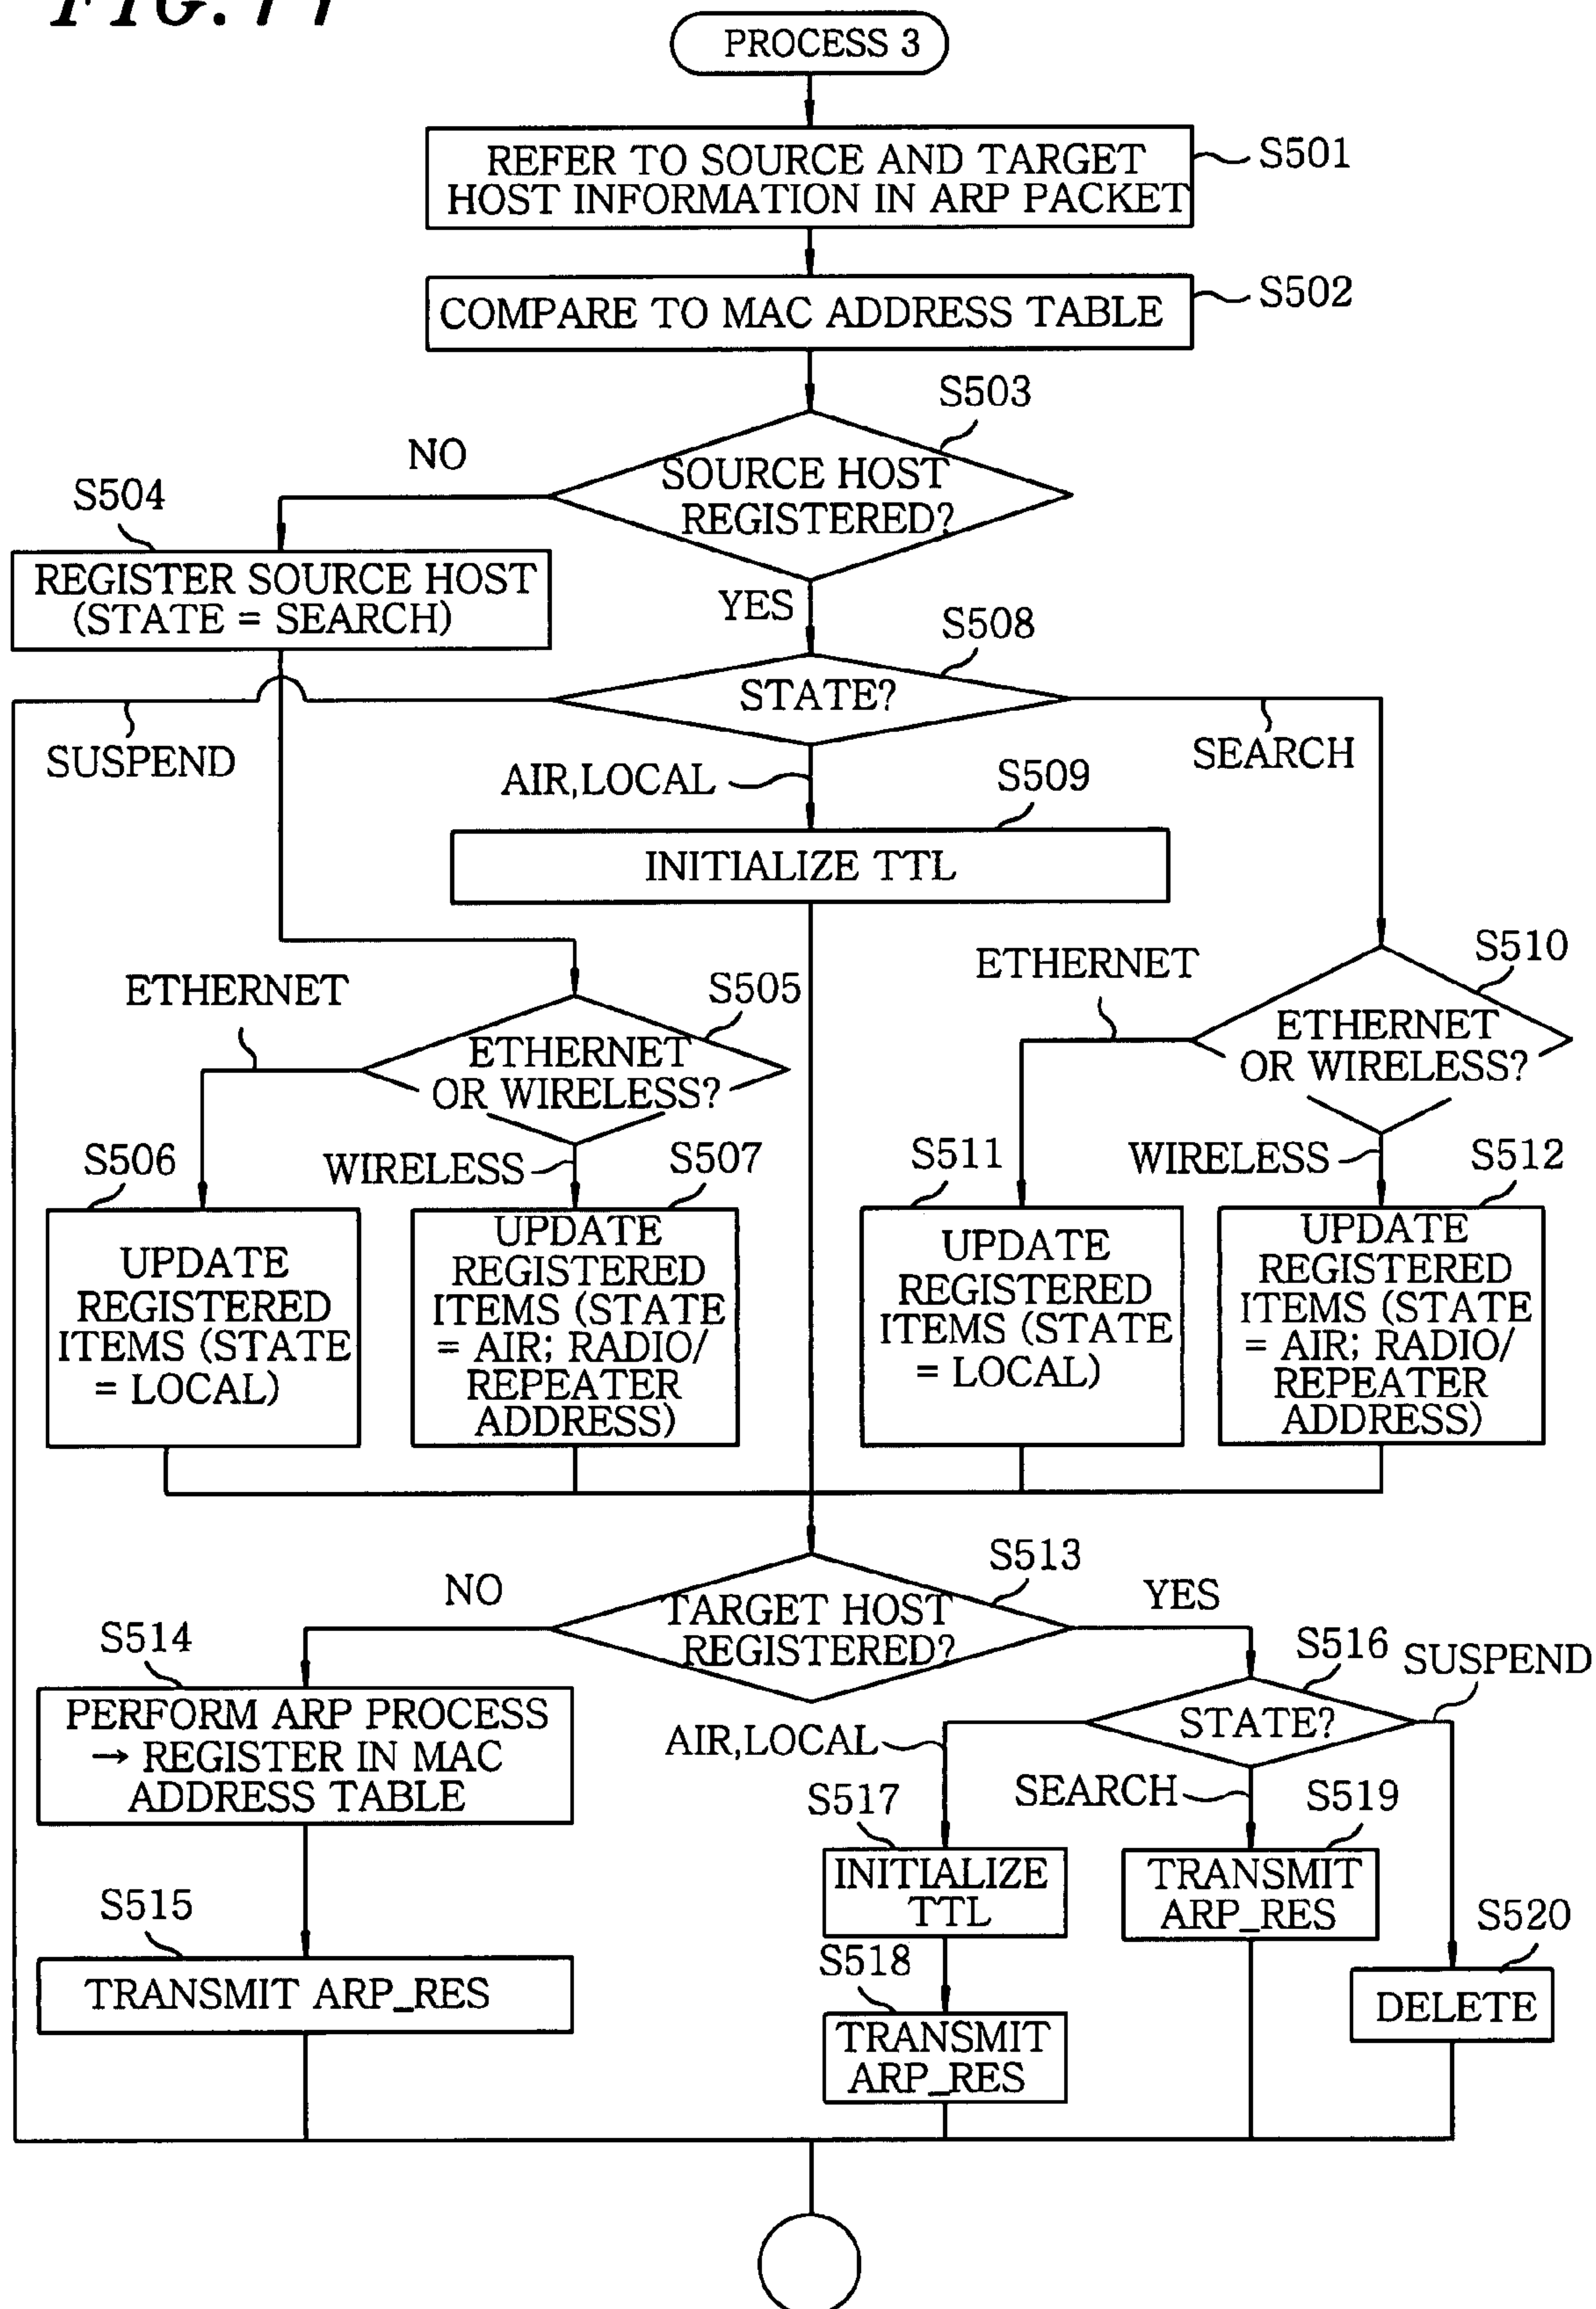 PROCESS 3
REFER TO SOURCE AND TARGET
HOST INFORMATION IN ARP PACKET
S501
COMPARE TO MAC ADDRESS TABLE
S502
S503
NO
SOURCE HOST
REGISTERED?
S504
REGISTER SOURCE HOST
(STATE = SEARCH)
YES
S508
STATE?
SUSPEND
SEARCH
AIR,LOCAL
S509
INITIALIZE TTL
ETHERNET
S505
ETHERNET
OR WIRELESS?
ETHERNET
S510
ETHERNET
OR WIRELESS?
S506
WIRELESS
S507
S511
WIRELESS
S512
UPDATE
REGISTERED
ITEMS (STATE
= LOCAL)
UPDATE
REGISTERED
ITEMS (STATE
= AIR; RADIO/
REPEATER
ADDRESS)
UPDATE
REGISTERED
ITEMS (STATE
= LOCAL)
UPDATE
REGISTERED
ITEMS (STATE
= AIR; RADIO/
REPEATER
ADDRESS)
S513
NO
TARGET HOST
REGISTERED?
YES
S514
PERFORM ARP PROCESS
→ REGISTER IN MAC
ADDRESS TABLE
S516
SUSPEND
STATE?
AIR,LOCAL
SEARCH
S517
INITIALIZE
TTL
S519
TRANSMIT
ARP_RES
S515
TRANSMIT ARP_RES
S518
TRANSMIT
ARP_RES
S520
DELETE